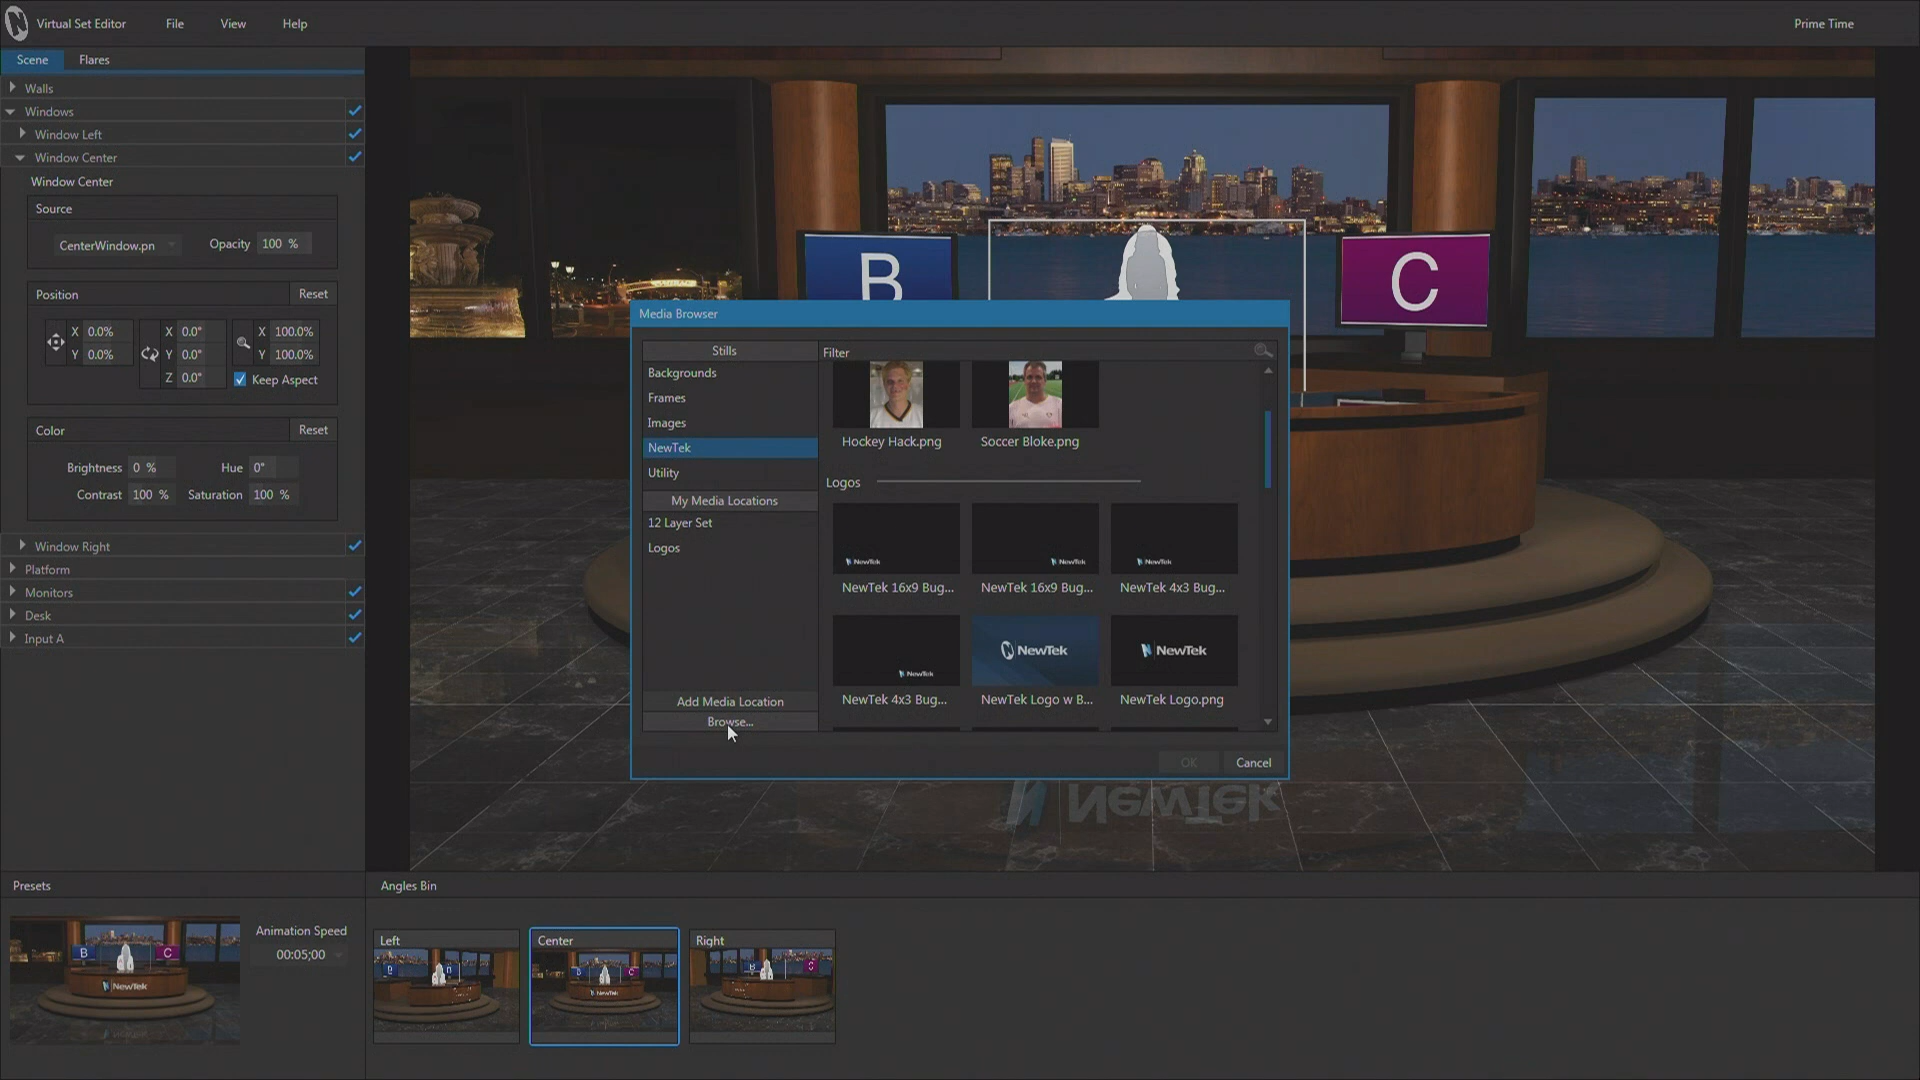 Virtual Set Editor File View Help Prime Time
Scene Flares
Walls
Windows
Window Left
Window Center
Window Center
Source
CenterWindow.pn Opacity 100 %
Position Reset
X 0.0% X 0.0° X 100.0%
Y 0.0% Y 0.0° Y 100.0%
Z 0.0° Keep Aspect
Color Reset
Brightness 0 % Hue 0°
Contrast 100 % Saturation 100 %
Window Right
Platform
Monitors
Desk
Input A
B
C
Media Browser
Stills
Backgrounds
Frames
Images
NewTek
Utility
My Media Locations
12 Layer Set
Logos
Add Media Location
Browse...
Filter
Hockey Hack.png Soccer Bloke.png
Logos
NewTek NewTek NewTek
NewTek 16x9 Bug... NewTek 16x9 Bug... NewTek 4x3 Bug...
NewTek NewTek NewTek
NewTek 4x3 Bug... NewTek Logo w B... NewTek Logo.png
OK Cancel
NewTek
Presets
Animation Speed
00:05;00
B C
NewTek
Angles Bin
Left Center Right
B C
NewTek